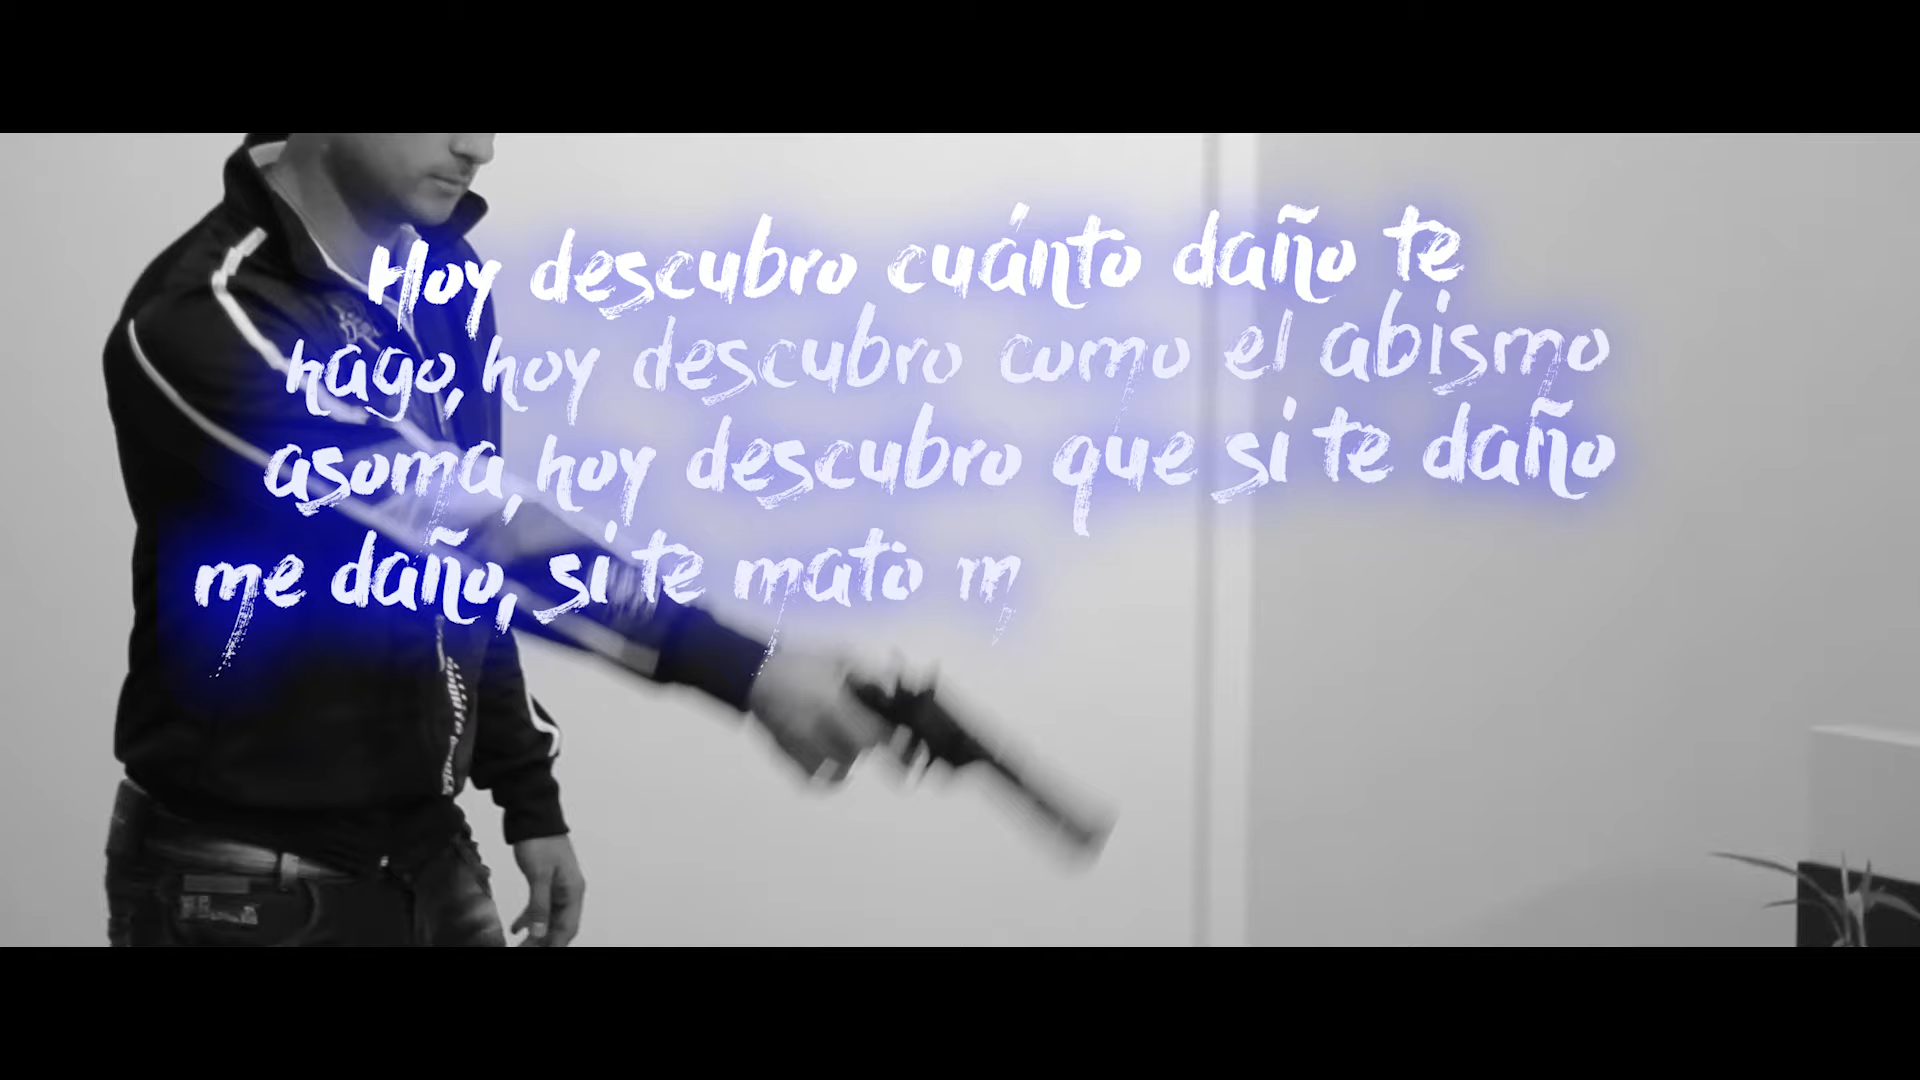 Hoy descubro cuánto daño te
hago, hoy descubro como el abismo
asoma, hoy descubro que si te daño
me daño, si te mato m